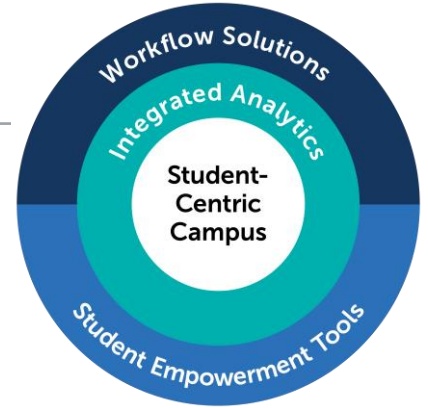 Workflow Solutions
Integrated Analytics
Student-
Centric
Campus
Student Empowerment Tools